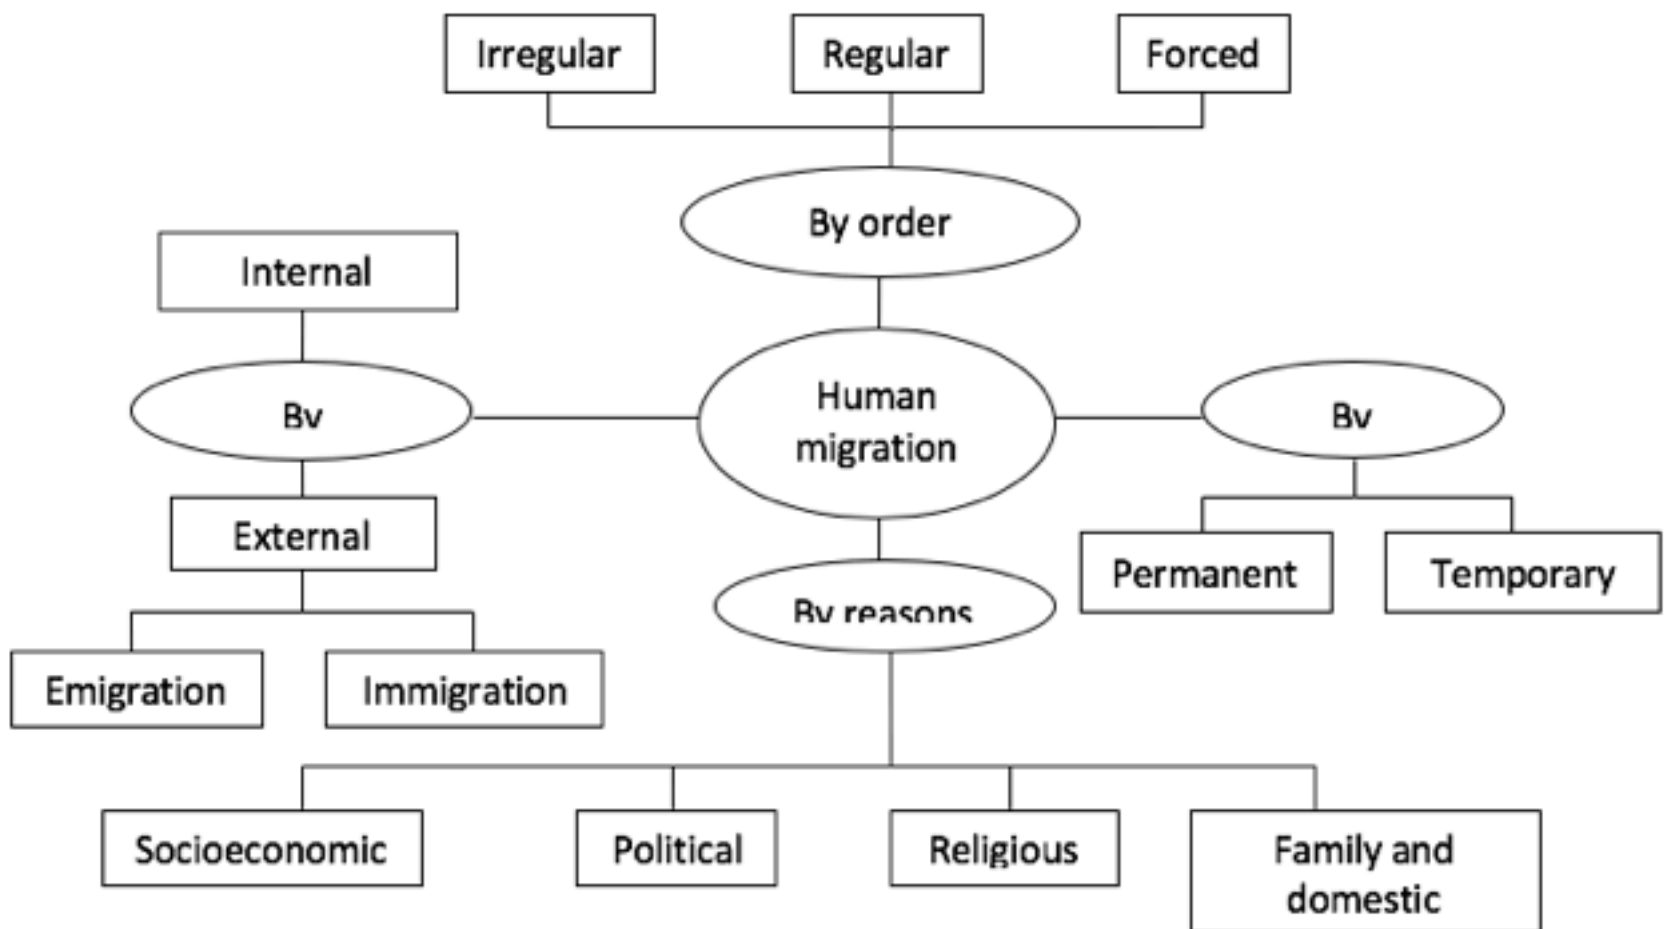 Irregular
Regular
Forced
By order
Internal
By
Human
migration
By
External
Permanent
Temporary
By reasons
Emigration
Immigration
Socioeconomic
Political
Religious
Family and
domestic